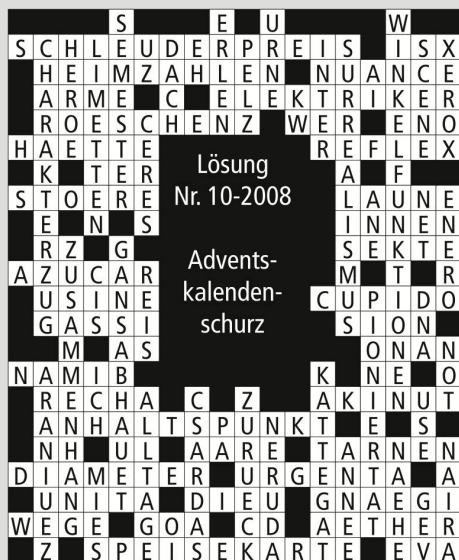 S E U W
SCHLEUDERPREIS ISX
HEIMZAHLEN NUANCE
ARME C ELEKTRIKER
ROESCHENZ WER ENO
HAETTE REFLEX
K TER A F
STOERE LAUNE
E N S INNEN
RZ G SEKTE
AZUCAR M T R
USINE CUPIDO
GASSI SION
M AS ONAN
NAMIB K NE O
RECHA C Z AKINUT
ANHALTSPUNKT E S
NH UL AARE TARNEN
DIAMETER URGENTA A
UNITA DIEU GNAEGI
WEGE GOA CD AETHER
Z SPEISEKARTE EVA
Lösung
Nr. 10-2008
Advents-
kalenden-
schurz